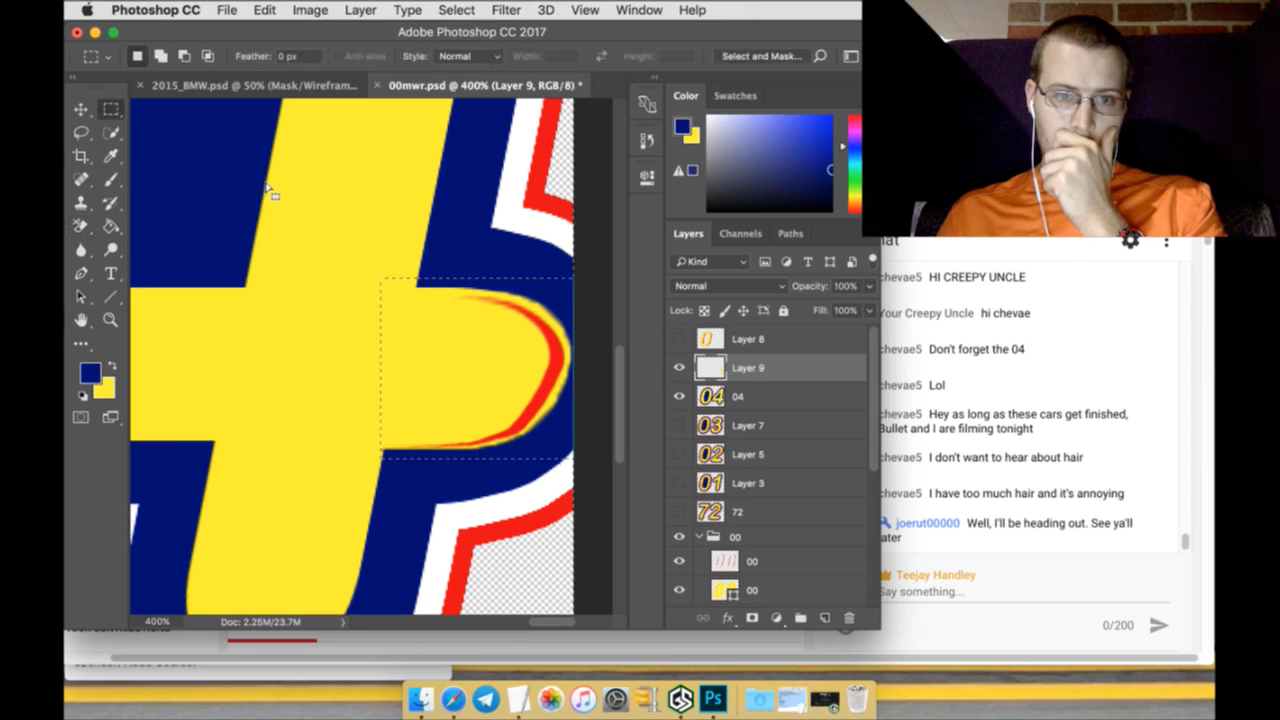 Photoshop CC File Edit Image Layer Type Select Filter 3D View Window Help
Adobe Photoshop CC 2017
Feather: 0 px Anti-alias Style: Normal Width: Height: Select and Mask...
2015_BMW.psd @ 50% (Mask/Wirefram... 00mwr.psd @ 400% (Layer 9, RGB/8) *
Color Swatches
Layers Channels Paths
Kind
Normal Opacity: 100%
Lock: Fill: 100%
Layer 8
Layer 9
04
Layer 7
Layer 5
Layer 3
72
00
00
00
400% Doc: 2.25M/23.7M
chevae5 HI CREEPY UNCLE
Your Creepy Uncle hi chevae
chevae5 Don't forget the 04
chevae5 Lol
chevae5 Hey as long as these cars get finished,
Bullet and I are filming tonight
chevae5 I don't want to hear about hair
chevae5 I have too much hair and it's annoying
joerut00000 Well, I'll be heading out. See ya'll
ater
Teejay Handley
Say something...
0/200
Ps